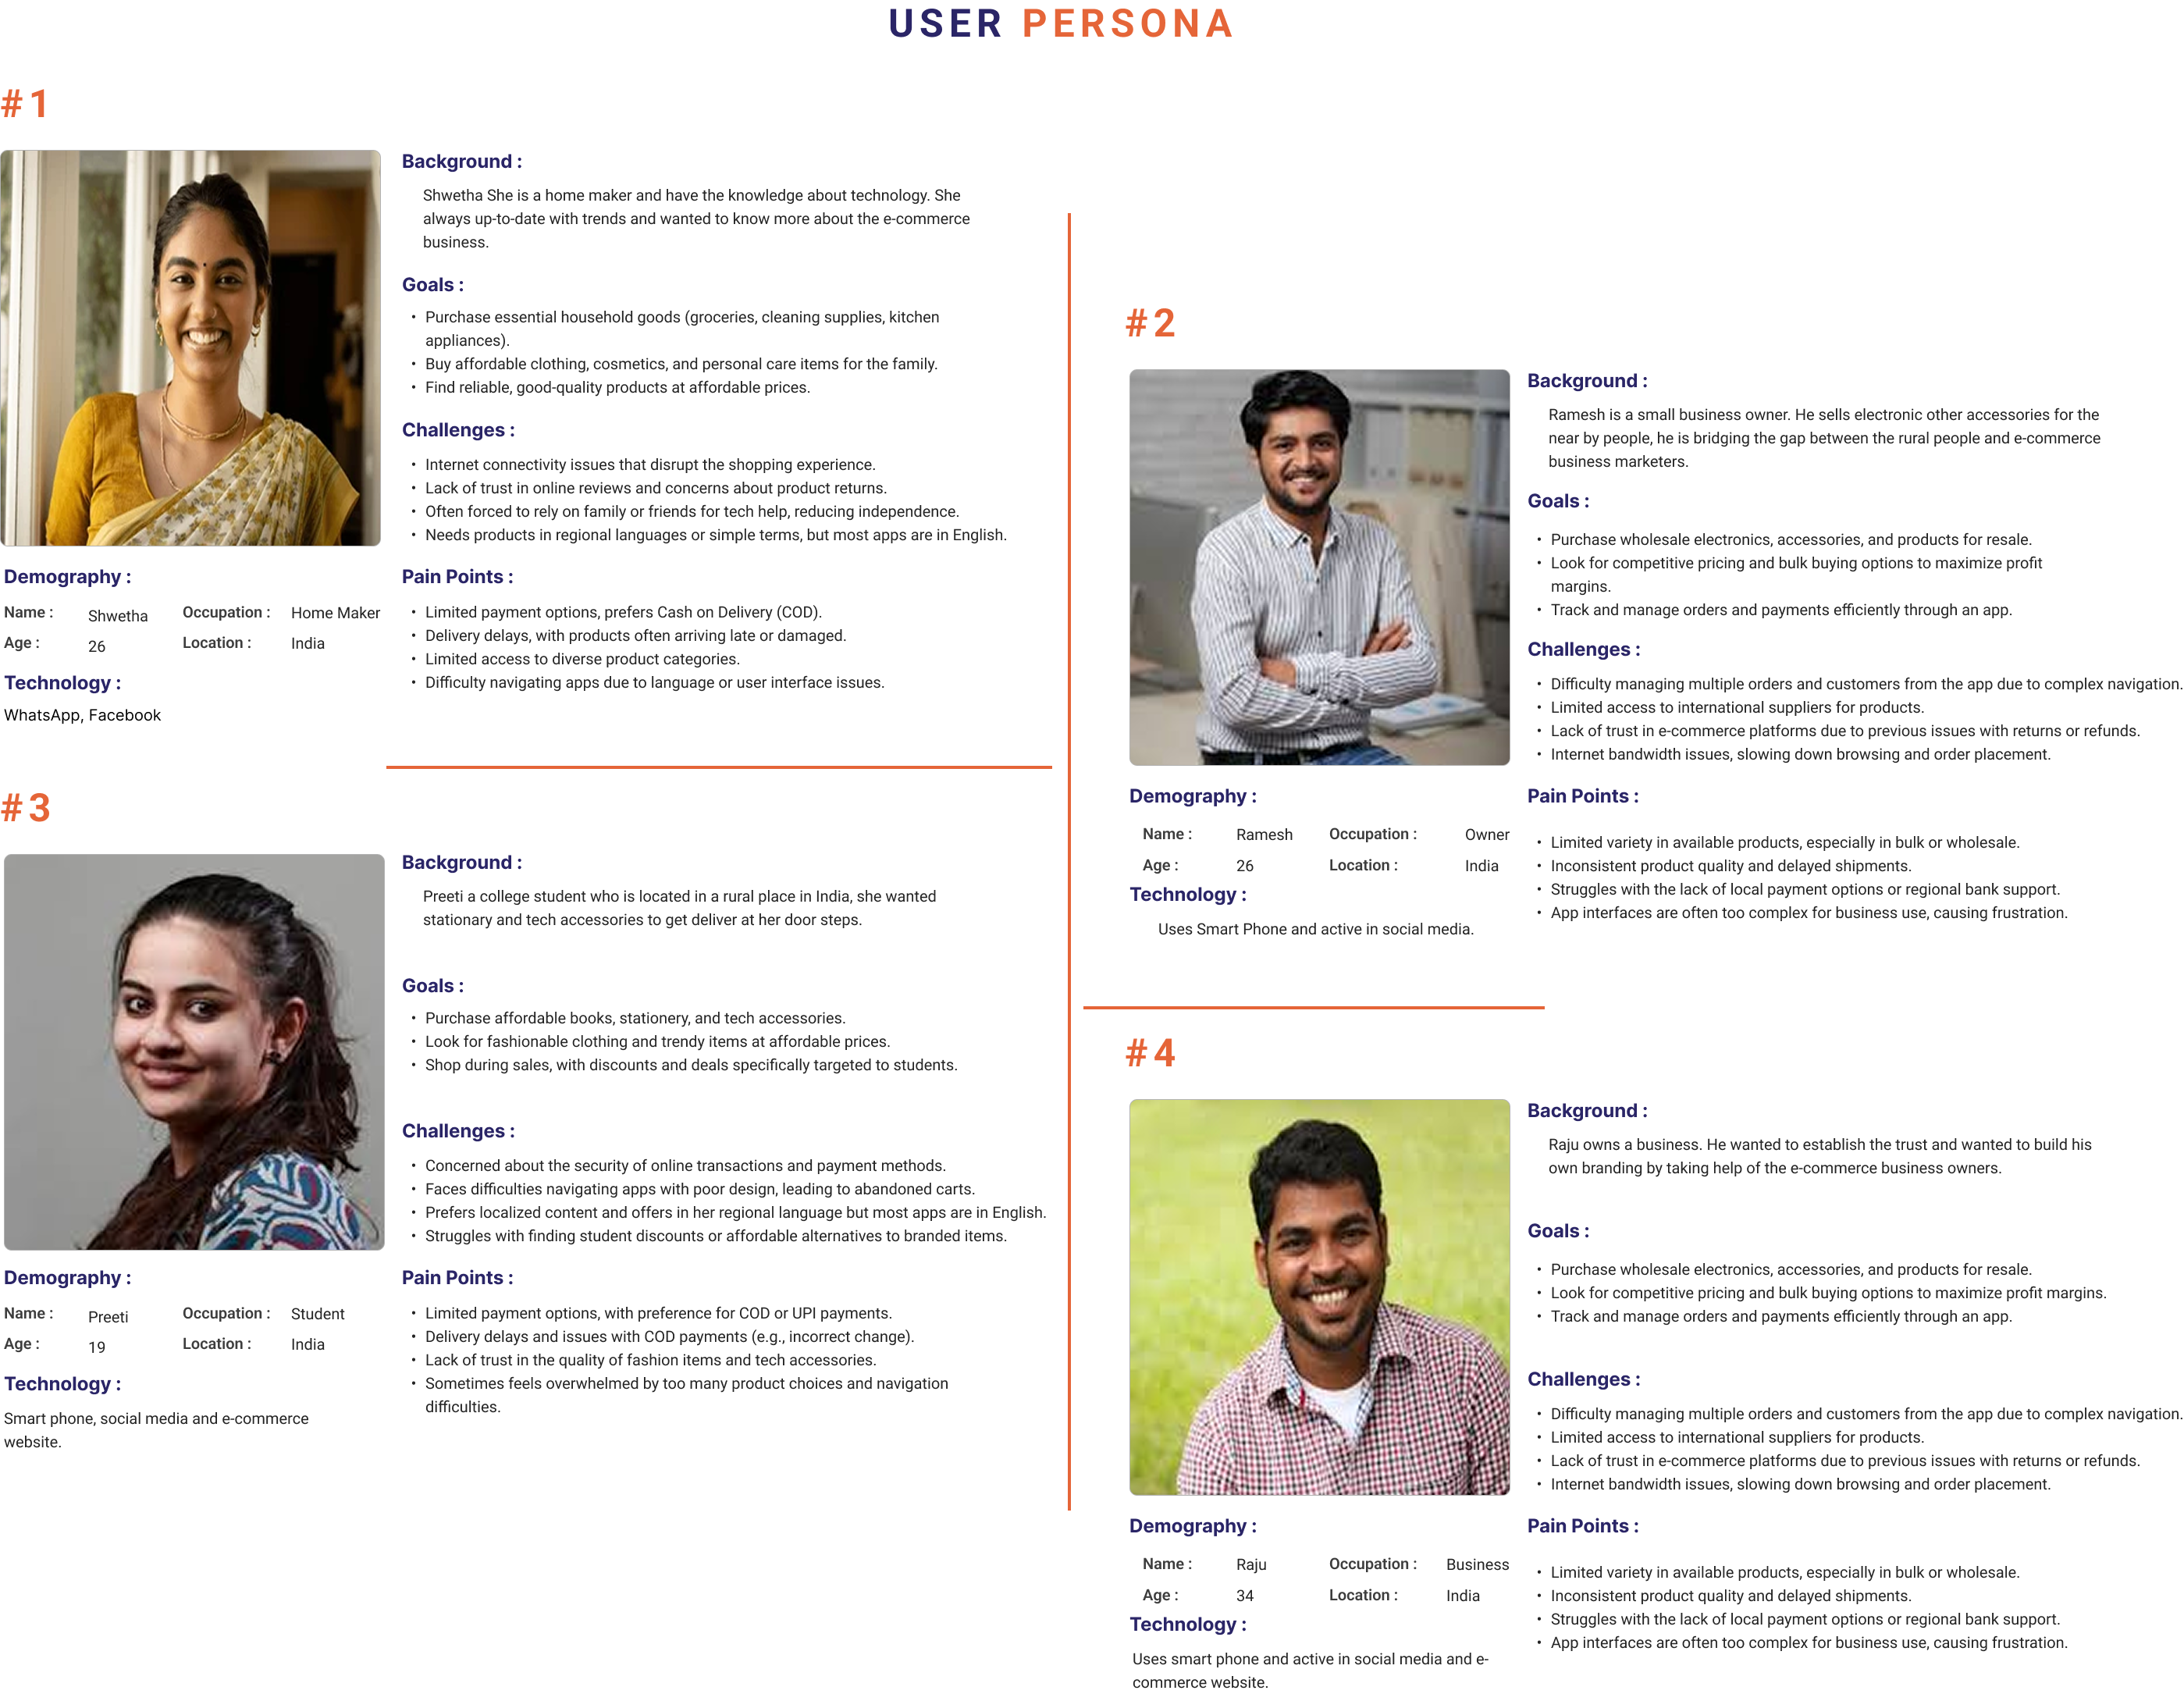 USER PERSONA
#1
Background :
Shwetha She is a home maker and have the knowledge about technology. She
always up-to-date with trends and wanted to know more about the e-commerce
business.
Goals :
• Purchase essential household goods (groceries, cleaning supplies, kitchen
appliances).
• Buy affordable clothing, cosmetics, and personal care items for the family.
• Find reliable, good-quality products at affordable prices.
Challenges :
• Internet connectivity issues that disrupt the shopping experience.
• Lack of trust in online reviews and concerns about product returns.
• Often forced to rely on family or friends for tech help, reducing independence.
• Needs products in regional languages or simple terms, but most apps are in English.
Pain Points :
• Limited payment options, prefers Cash on Delivery (COD).
• Delivery delays, with products often arriving late or damaged.
• Limited access to diverse product categories.
• Difficulty navigating apps due to language or user interface issues.
Demography :
Name : Shwetha Occupation : Home Maker
Age : 26 Location : India
Technology :
WhatsApp, Facebook
#2
Background :
Ramesh is a small business owner. He sells electronic other accessories for the
near by people, he is bridging the gap between the rural people and e-commerce
business marketers.
Goals :
• Purchase wholesale electronics, accessories, and products for resale.
• Look for competitive pricing and bulk buying options to maximize profit
margins.
• Track and manage orders and payments efficiently through an app.
Challenges :
• Difficulty managing multiple orders and customers from the app due to complex navigation.
• Limited access to international suppliers for products.
• Lack of trust in e-commerce platforms due to previous issues with returns or refunds.
• Internet bandwidth issues, slowing down browsing and order placement.
Pain Points :
• Limited variety in available products, especially in bulk or wholesale.
• Inconsistent product quality and delayed shipments.
• Struggles with the lack of local payment options or regional bank support.
• App interfaces are often too complex for business use, causing frustration.
Demography :
Name : Ramesh Occupation : Owner
Age : 26 Location : India
Technology :
Uses Smart Phone and active in social media.
#3
Background :
Preeti a college student who is located in a rural place in India, she wanted
stationary and tech accessories to get deliver at her door steps.
Goals :
• Purchase affordable books, stationery, and tech accessories.
• Look for fashionable clothing and trendy items at affordable prices.
• Shop during sales, with discounts and deals specifically targeted to students.
Challenges :
• Concerned about the security of online transactions and payment methods.
• Faces difficulties navigating apps with poor design, leading to abandoned carts.
• Prefers localized content and offers in her regional language but most apps are in English.
• Struggles with finding student discounts or affordable alternatives to branded items.
Pain Points :
• Limited payment options, with preference for COD or UPI payments.
• Delivery delays and issues with COD payments (e.g., incorrect change).
• Lack of trust in the quality of fashion items and tech accessories.
• Sometimes feels overwhelmed by too many product choices and navigation
difficulties.
Demography :
Name : Preeti Occupation : Student
Age : 19 Location : India
Technology :
Smart phone, social media and e-commerce
website.
#4
Background :
Raju owns a business. He wanted to establish the trust and wanted to build his
own branding by taking help of the e-commerce business owners.
Goals :
• Purchase wholesale electronics, accessories, and products for resale.
• Look for competitive pricing and bulk buying options to maximize profit margins.
• Track and manage orders and payments efficiently through an app.
Challenges :
• Difficulty managing multiple orders and customers from the app due to complex navigation.
• Limited access to international suppliers for products.
• Lack of trust in e-commerce platforms due to previous issues with returns or refunds.
• Internet bandwidth issues, slowing down browsing and order placement.
Pain Points :
• Limited variety in available products, especially in bulk or wholesale.
• Inconsistent product quality and delayed shipments.
• Struggles with the lack of local payment options or regional bank support.
• App interfaces are often too complex for business use, causing frustration.
Demography :
Name : Raju Occupation : Business
Age : 34 Location : India
Technology :
Uses smart phone and active in social media and e-
commerce website.